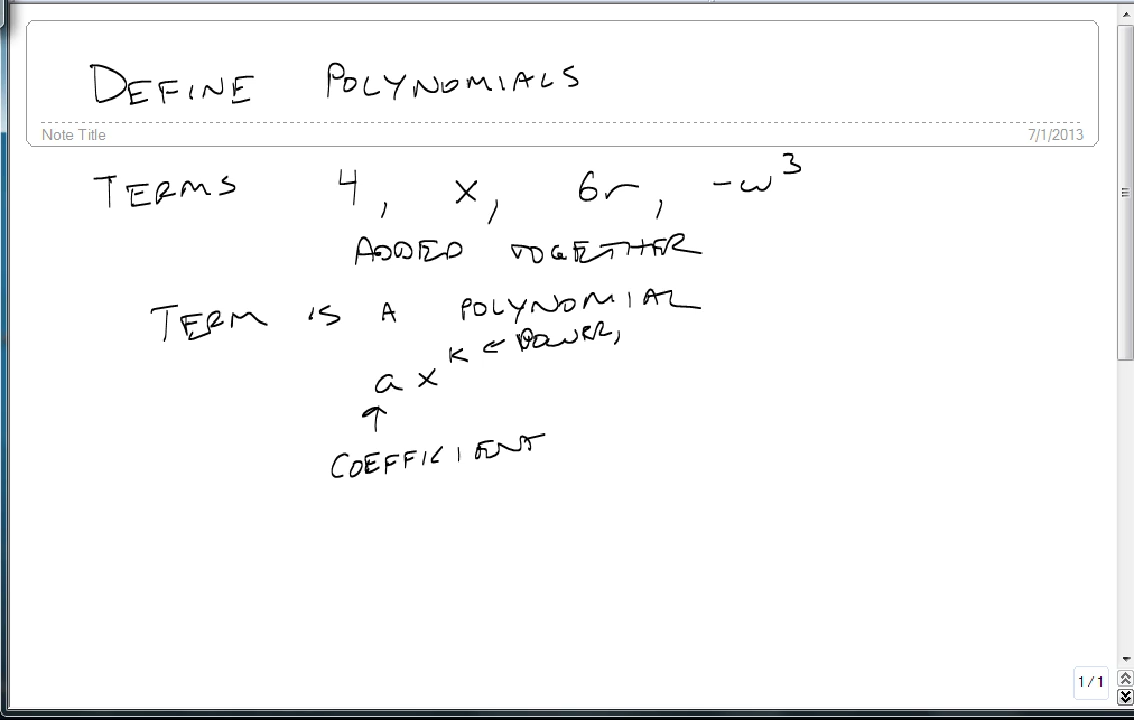 DEFINE POLYNOMIALS
Note Title 7/1/2013
TERMS 4, x, 6r, -w³
ADDED TOGETHER
TERM IS A POLYNOMIAL
K ← POWER,
a x
↑
COEFFICIENT
1 / 1